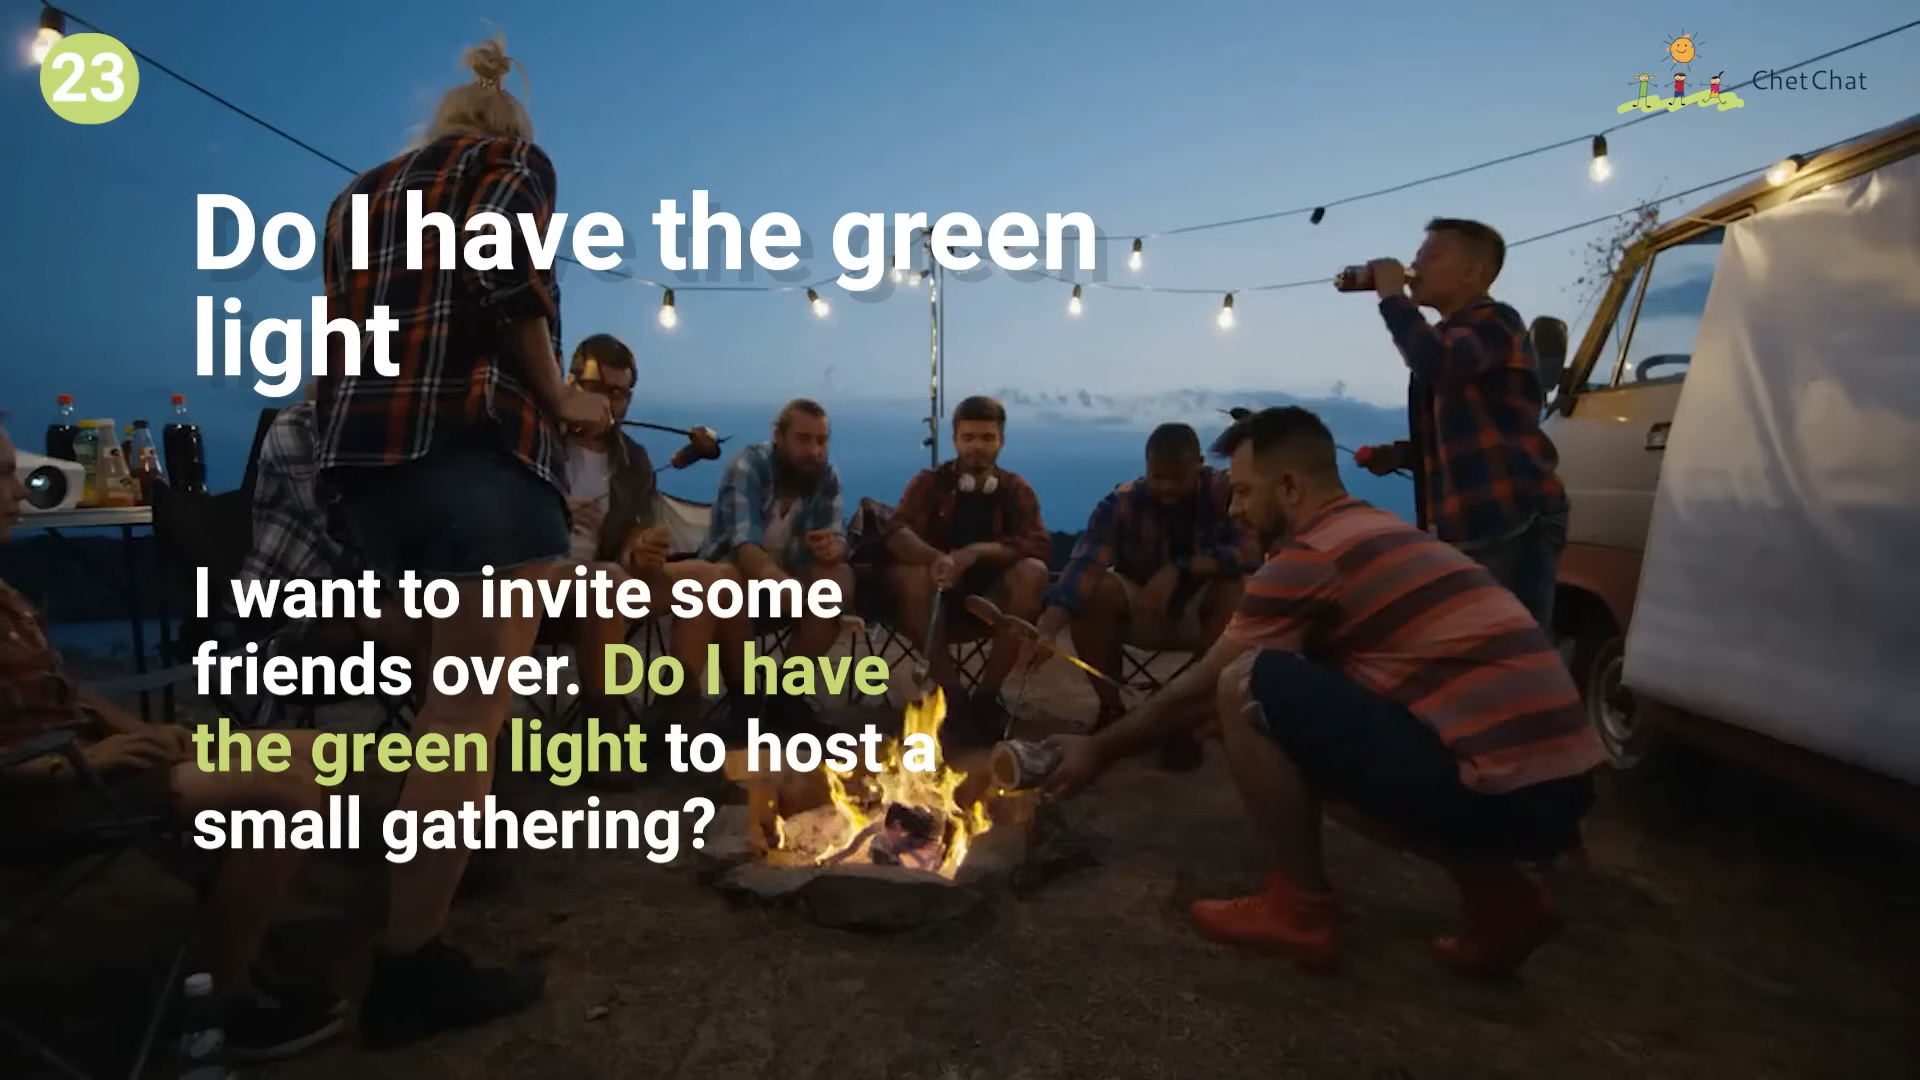 23
ChetChat
Do I have the green
light
I want to invite some
friends over. Do I have
the green light to host a
small gathering?